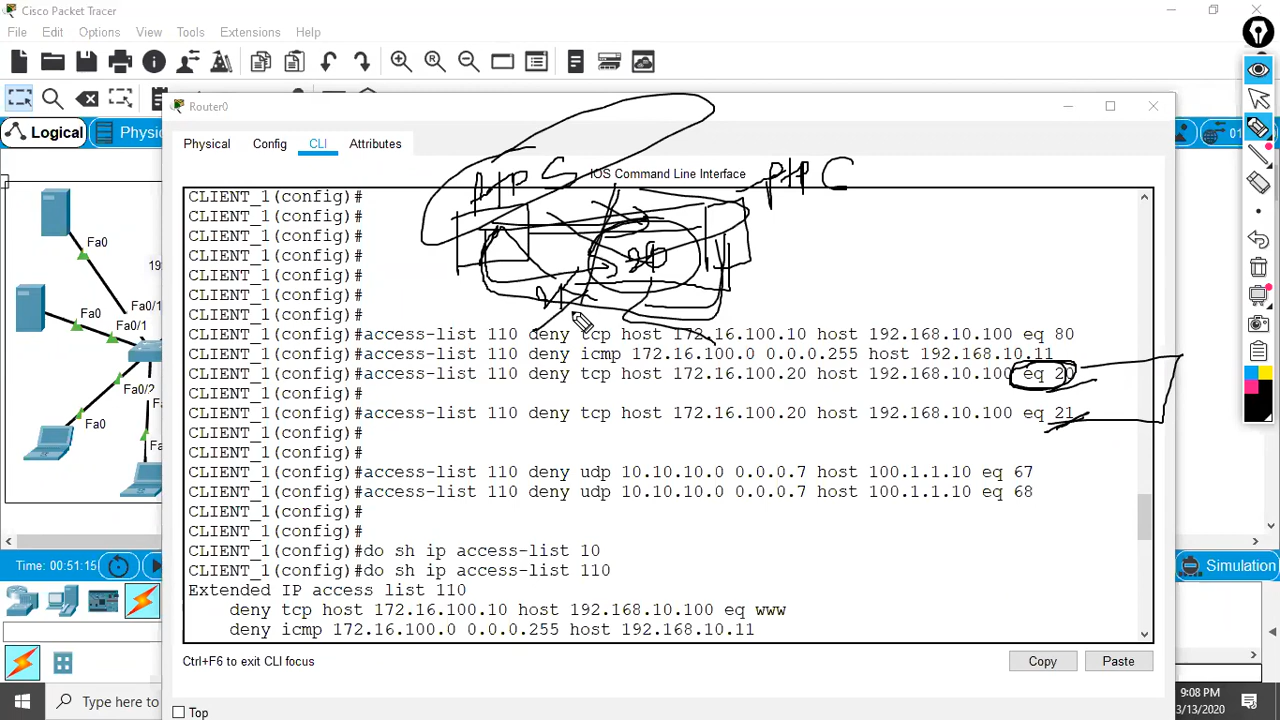 Cisco Packet Tracer
File Edit Options View Tools Extensions Help
Logical
Physi
Router0
01
Physical Config CLI Attributes
IOS Command Line Interface
CLIENT_1(config)#
CLIENT_1(config)#
CLIENT_1(config)#
CLIENT_1(config)#
CLIENT_1(config)#
CLIENT_1(config)#
CLIENT_1(config)#
CLIENT_1(config)#access-list 110 deny tcp host 172.16.100.10 host 192.168.10.100 eq 80
CLIENT_1(config)#access-list 110 deny icmp 172.16.100.0 0.0.0.255 host 192.168.10.11
CLIENT_1(config)#access-list 110 deny tcp host 172.16.100.20 host 192.168.10.100 eq 20
CLIENT_1(config)#
CLIENT_1(config)#access-list 110 deny tcp host 172.16.100.20 host 192.168.10.100 eq 21
CLIENT_1(config)#
CLIENT_1(config)#
CLIENT_1(config)#access-list 110 deny udp 10.10.10.0 0.0.0.7 host 100.1.1.10 eq 67
CLIENT_1(config)#access-list 110 deny udp 10.10.10.0 0.0.0.7 host 100.1.1.10 eq 68
CLIENT_1(config)#
CLIENT_1(config)#
CLIENT_1(config)#do sh ip access-list 10
CLIENT_1(config)#do sh ip access-list 110
Extended IP access list 110
deny tcp host 172.16.100.10 host 192.168.10.100 eq www
deny icmp 172.16.100.0 0.0.0.255 host 192.168.10.11
Ctrl+F6 to exit CLI focus
Copy
Paste
Top
Fa0
19
Fa0/1
Fa0
Fa0/2
Fa0
Fa0
Time: 00:51:15
Simulation
Type here to
9:08 PM
3/13/2020